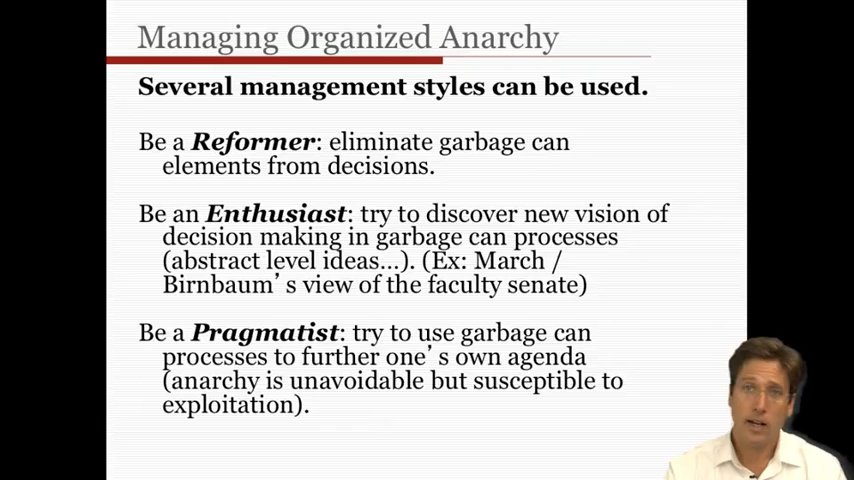 Managing Organized Anarchy
Several management styles can be used.
Be a Reformer: eliminate garbage can
elements from decisions.
Be an Enthusiast: try to discover new vision of
decision making in garbage can processes
(abstract level ideas...). (Ex: March /
Birnbaum's view of the faculty senate)
Be a Pragmatist: try to use garbage can
processes to further one's own agenda
(anarchy is unavoidable but susceptible to
exploitation).